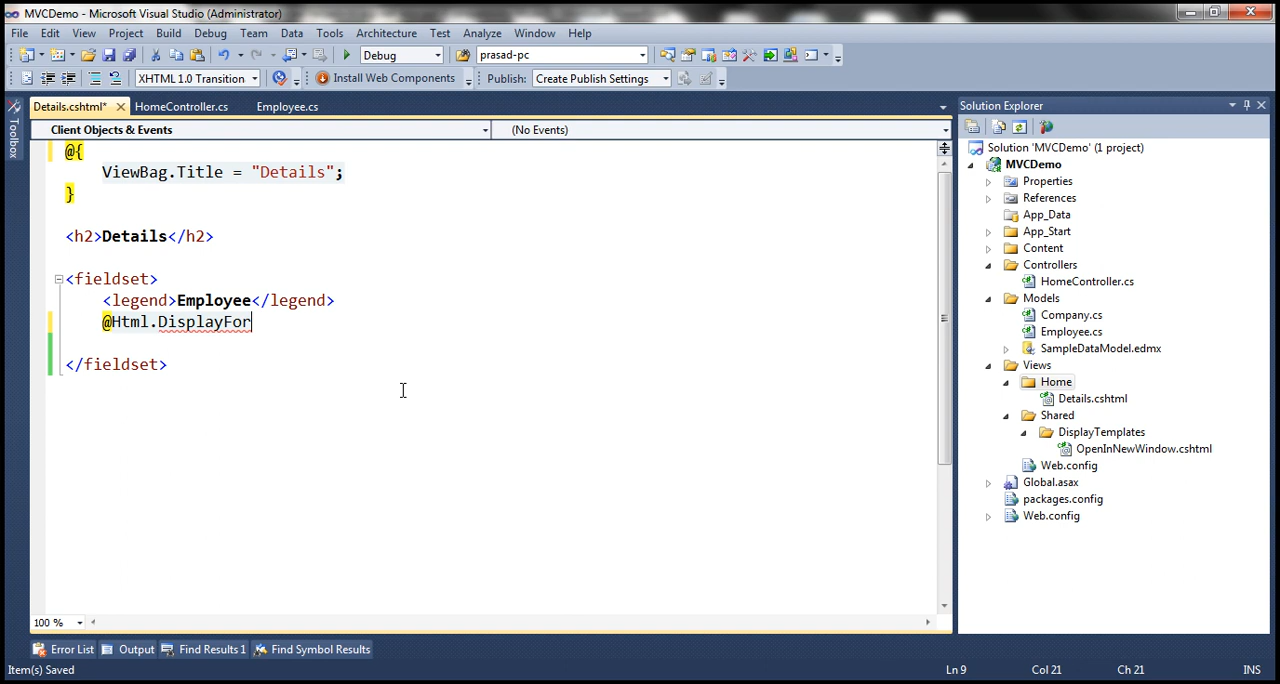 MVCDemo - Microsoft Visual Studio (Administrator)
File Edit View Project Build Debug Team Data Tools Architecture Test Analyze Window Help
Debug prasad-pc
XHTML 1.0 Transition Install Web Components Publish: Create Publish Settings
Details.cshtml* HomeController.cs Employee.cs
Client Objects & Events (No Events)
Toolbox
@{
ViewBag.Title = "Details";
}
<h2>Details</h2>
<fieldset>
<legend>Employee</legend>
@Html.DisplayFor
</fieldset>
100 %
Solution Explorer
Solution 'MVCDemo' (1 project)
MVCDemo
Properties
References
App_Data
App_Start
Content
Controllers
HomeController.cs
Models
Company.cs
Employee.cs
SampleDataModel.edmx
Views
Home
Details.cshtml
Shared
DisplayTemplates
OpenInNewWindow.cshtml
Web.config
Global.asax
packages.config
Web.config
Error List Output Find Results 1 Find Symbol Results
Item(s) Saved Ln 9 Col 21 Ch 21 INS